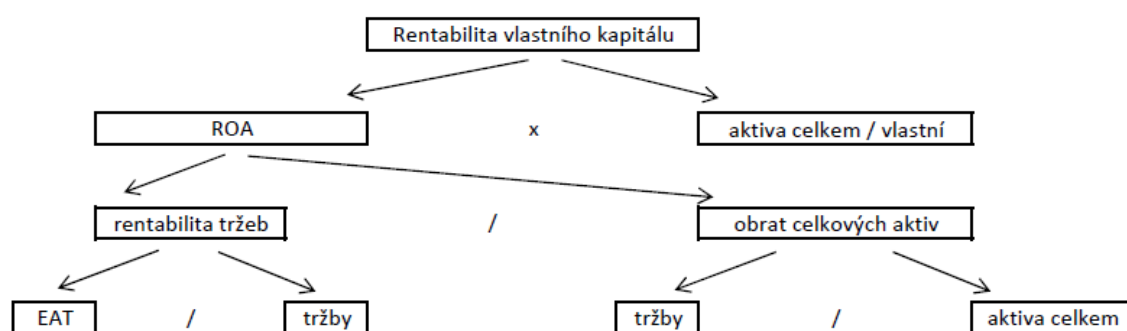 Rentabilita vlastního kapitálu
ROA x aktiva celkem / vlastní
rentabilita tržeb / obrat celkových aktiv
EAT / tržby tržby / aktiva celkem